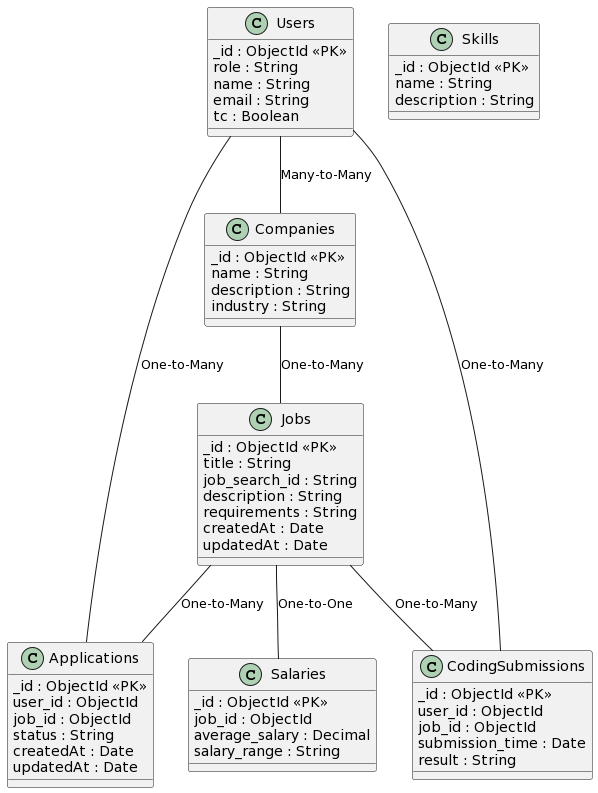 C Users
_id : ObjectId «PK»
role : String
name : String
email : String
tc : Boolean
C Skills
_id : ObjectId «PK»
name : String
description : String
Many-to-Many
C Companies
_id : ObjectId «PK»
name : String
description : String
industry : String
One-to-Many
One-to-Many
One-to-Many
C Jobs
_id : ObjectId «PK»
title : String
job_search_id : String
description : String
requirements : String
createdAt : Date
updatedAt : Date
One-to-Many
One-to-One
One-to-Many
C Applications
_id : ObjectId «PK»
user_id : ObjectId
job_id : ObjectId
status : String
createdAt : Date
updatedAt : Date
C Salaries
_id : ObjectId «PK»
job_id : ObjectId
average_salary : Decimal
salary_range : String
C CodingSubmissions
_id : ObjectId «PK»
user_id : ObjectId
job_id : ObjectId
submission_time : Date
result : String